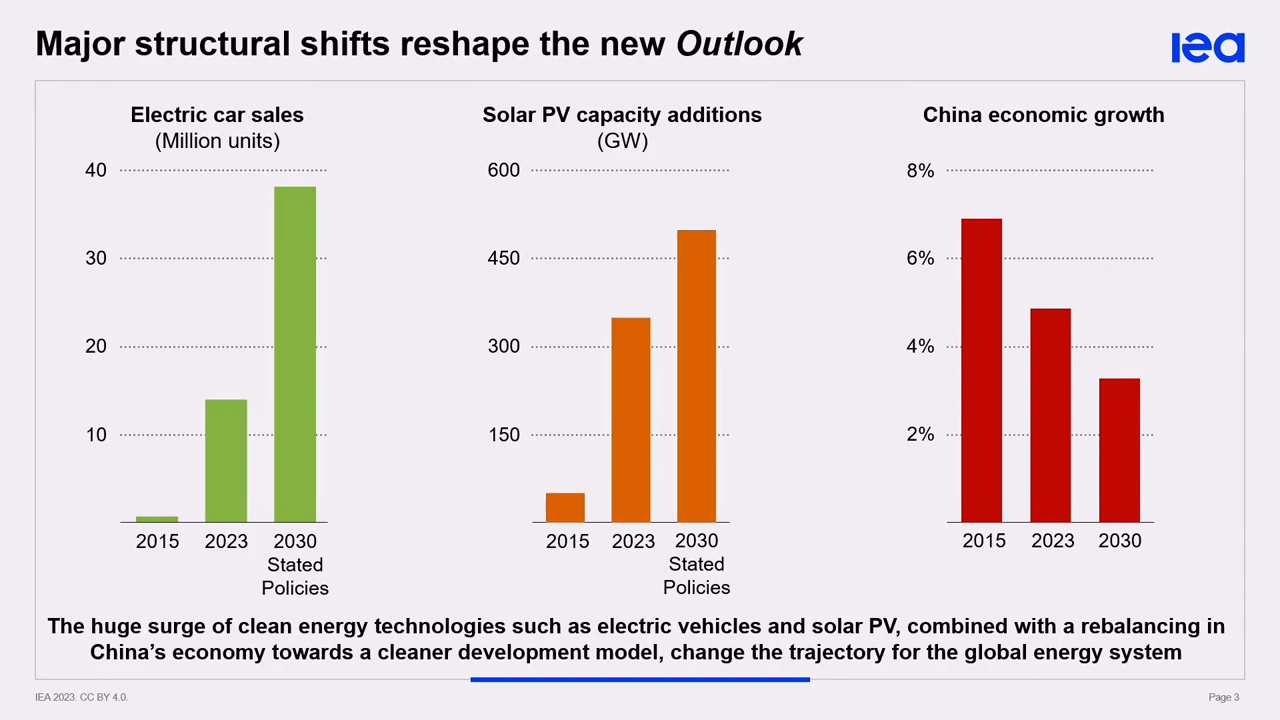 Major structural shifts reshape the new Outlook
iea
Electric car sales
(Million units)
40
30
20
10
2015
2023
2030
Stated
Policies
Solar PV capacity additions
(GW)
600
450
300
150
2015
2023
2030
Stated
Policies
China economic growth
8%
6%
4%
2%
2015
2023
2030
The huge surge of clean energy technologies such as electric vehicles and solar PV, combined with a rebalancing in
China’s economy towards a cleaner development model, change the trajectory for the global energy system
IEA 2023. CC BY 4.0.
Page 3